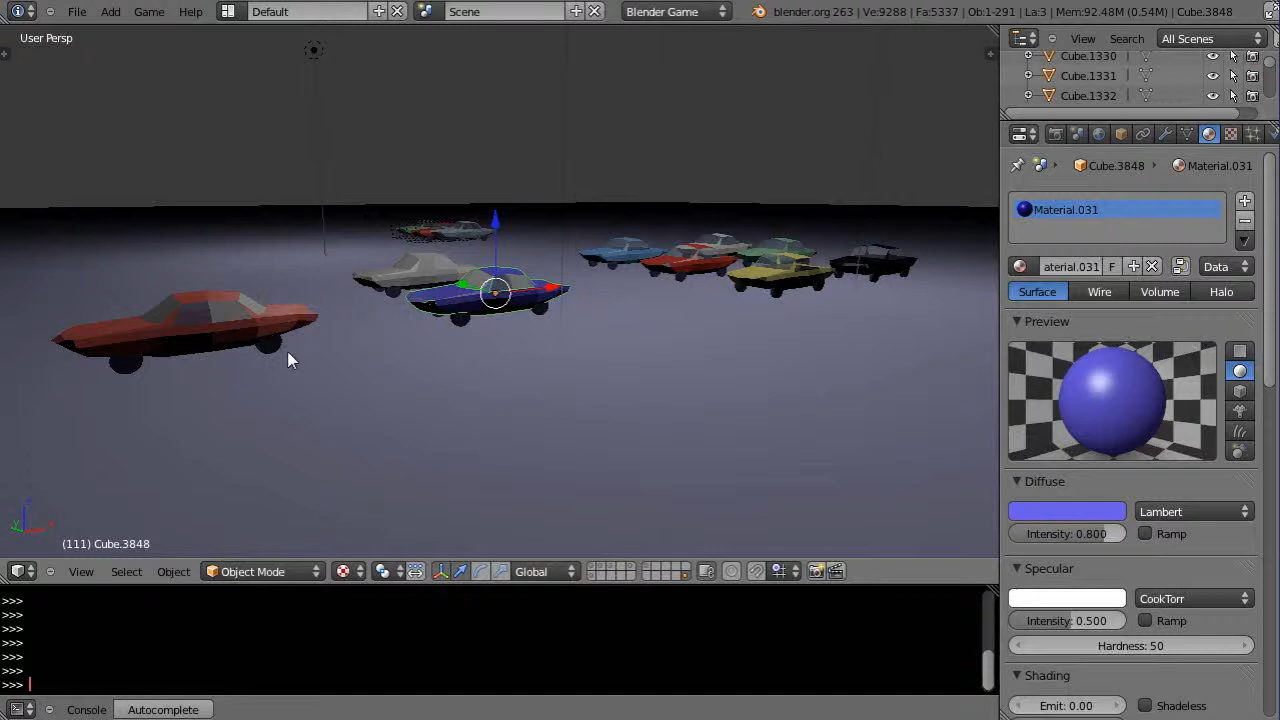 File Add Game Help Default Scene Blender Game blender.org 263 | Ve:9288 | Fa:5337 | Ob:1-291 | La:3 | Mem:92.48M (0.54M) | Cube.3848
User Persp
View Search All Scenes
Cube.1330
Cube.1331
Cube.1332
Cube.3848 Material.031
Material.031
aterial.031 F Data
Surface Wire Volume Halo
Preview
Diffuse
Lambert
Intensity: 0.800 Ramp
Specular
CookTorr
Intensity: 0.500 Ramp
Hardness: 50
Shading
Emit: 0.00 Shadeless
(111) Cube.3848
View Select Object Object Mode Global
>>>
>>>
>>>
>>>
>>>
>>>
>>>
Console Autocomplete